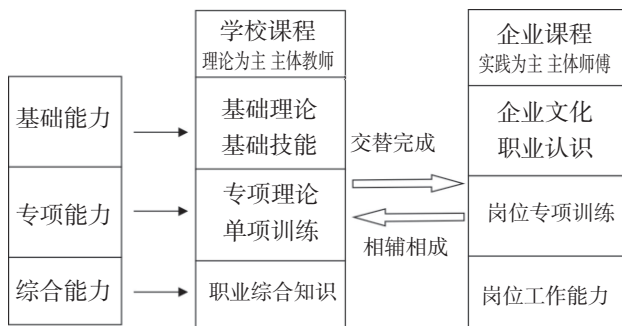 基础能力
专项能力
综合能力
学校课程
理论为主 主体教师
基础理论
基础技能
专项理论
单项训练
职业综合知识
交替完成
相辅相成
企业课程
实践为主 主体师傅
企业文化
职业认识
岗位专项训练
岗位工作能力